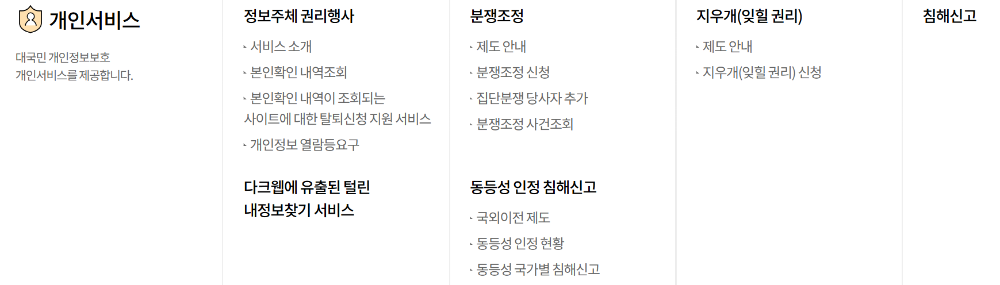 개인서비스
대국민 개인정보보호
개인서비스를 제공합니다.
정보주체 권리행사
서비스 소개
본인확인 내역조회
본인확인 내역이 조회되는
사이트에 대한 탈퇴신청 지원 서비스
개인정보 열람등요구
분쟁조정
제도 안내
분쟁조정 신청
집단분쟁 당사자 추가
분쟁조정 사건조회
지우개(잊힐 권리)
제도 안내
지우개(잊힐 권리) 신청
침해신고
다크웹에 유출된 털린
내정보찾기 서비스
동등성 인정 침해신고
국외이전 제도
동등성 인정 현황
동등성 국가별 침해신고